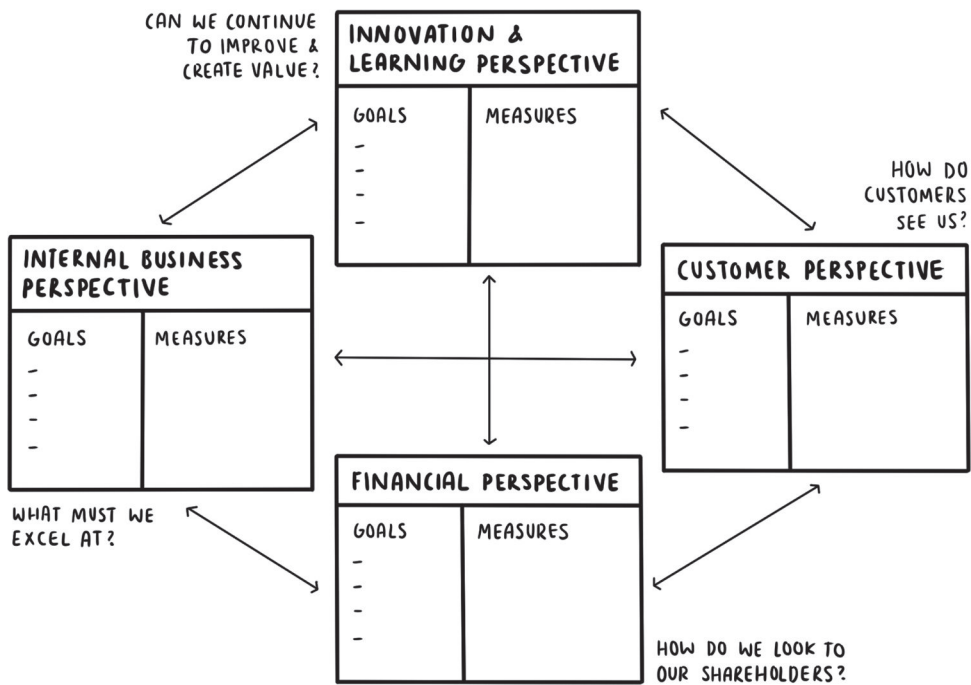 CAN WE CONTINUE
TO IMPROVE &
CREATE VALUE?
INNOVATION &
LEARNING PERSPECTIVE
GOALS
MEASURES
-
-
-
-
HOW DO
CUSTOMERS
SEE US?
INTERNAL BUSINESS
PERSPECTIVE
GOALS
MEASURES
-
-
-
-
WHAT MUST WE
EXCEL AT?
CUSTOMER PERSPECTIVE
GOALS
MEASURES
-
-
-
-
FINANCIAL PERSPECTIVE
GOALS
MEASURES
-
-
-
-
HOW DO WE LOOK TO
OUR SHAREHOLDERS?